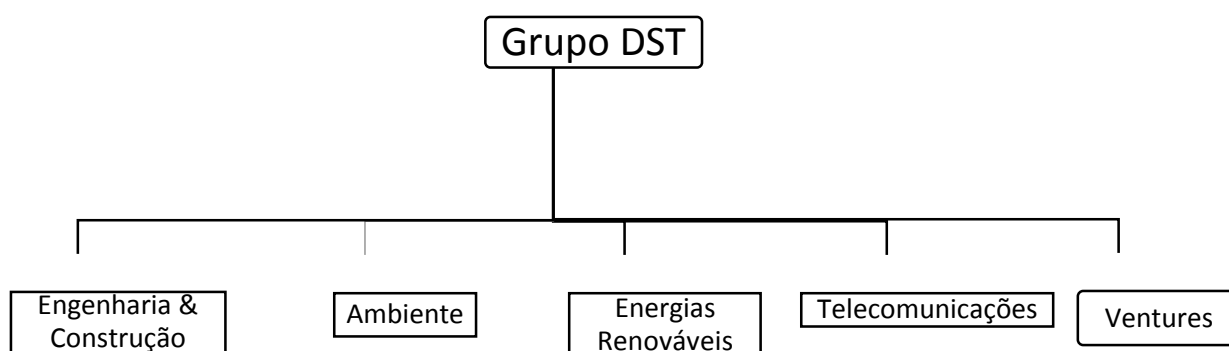 Grupo DST
Engenharia &
Construção
Ambiente
Energias
Renováveis
Telecomunicações
Ventures